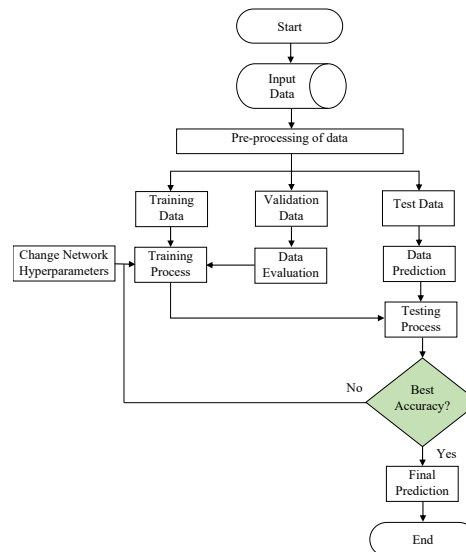 Start
Input
Data
Pre-processing of data
Training
Data
Validation
Data
Test Data
Change Network
Hyperparameters
Training
Process
Data
Evaluation
Data
Prediction
Testing
Process
No
Best
Accuracy?
Yes
Final
Prediction
End